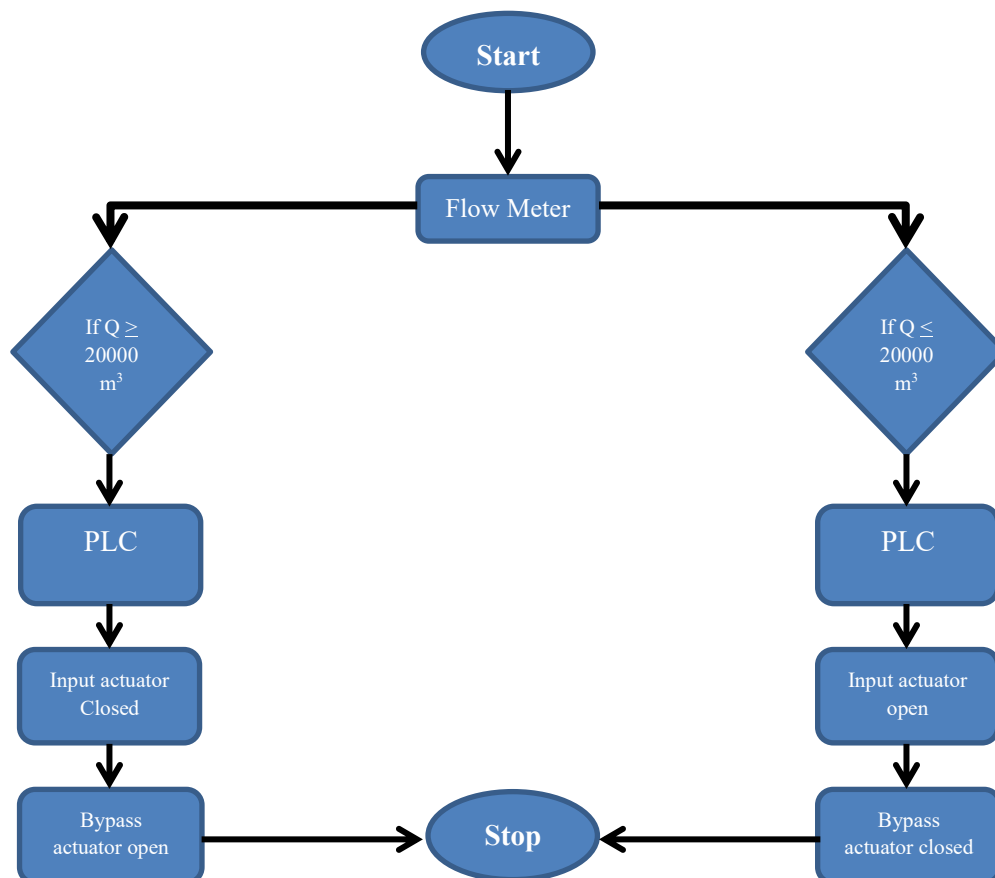 Start
Flow Meter
If Q ≥
20000
m³
If Q ≤
20000
m³
PLC
PLC
Input actuator
Closed
Input actuator
open
Bypass
actuator open
Stop
Bypass
actuator closed